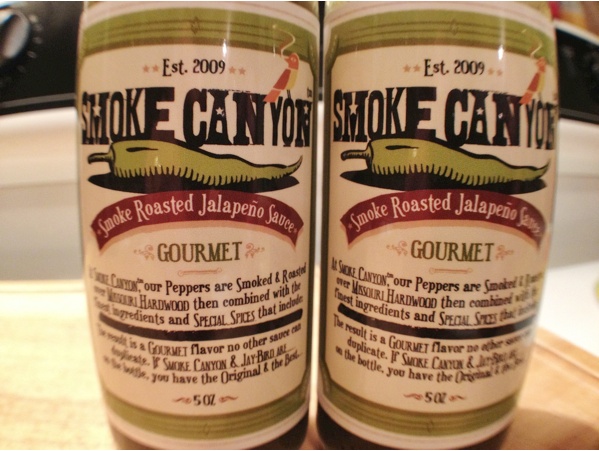 Est. 2009
SMOKE CANYON
Smoke Roasted Jalapeño Sauce
GOURMET
At SMOKE CANYON,™ our Peppers are Smoked & Roasted
over MISSOURI HARDWOOD then combined with the
finest ingredients and SPECIAL SPICES that include:
The result is a GOURMET flavor no other sauce can
duplicate. If SMOKE CANYON & JAY-BIRD are
on the bottle, you have the Original & the Best...
5 OZ
Est. 2009
SMOKE CANYON
Smoke Roasted Jalapeño Sauce
GOURMET
At SMOKE CANYON,™ our Peppers are Smoked & Roasted
over MISSOURI HARDWOOD then combined with the
finest ingredients and SPECIAL SPICES that include:
The result is a GOURMET flavor no other sauce can
duplicate. If SMOKE CANYON & JAY-BIRD are
on the bottle, you have the Original & the Best...
5 OZ